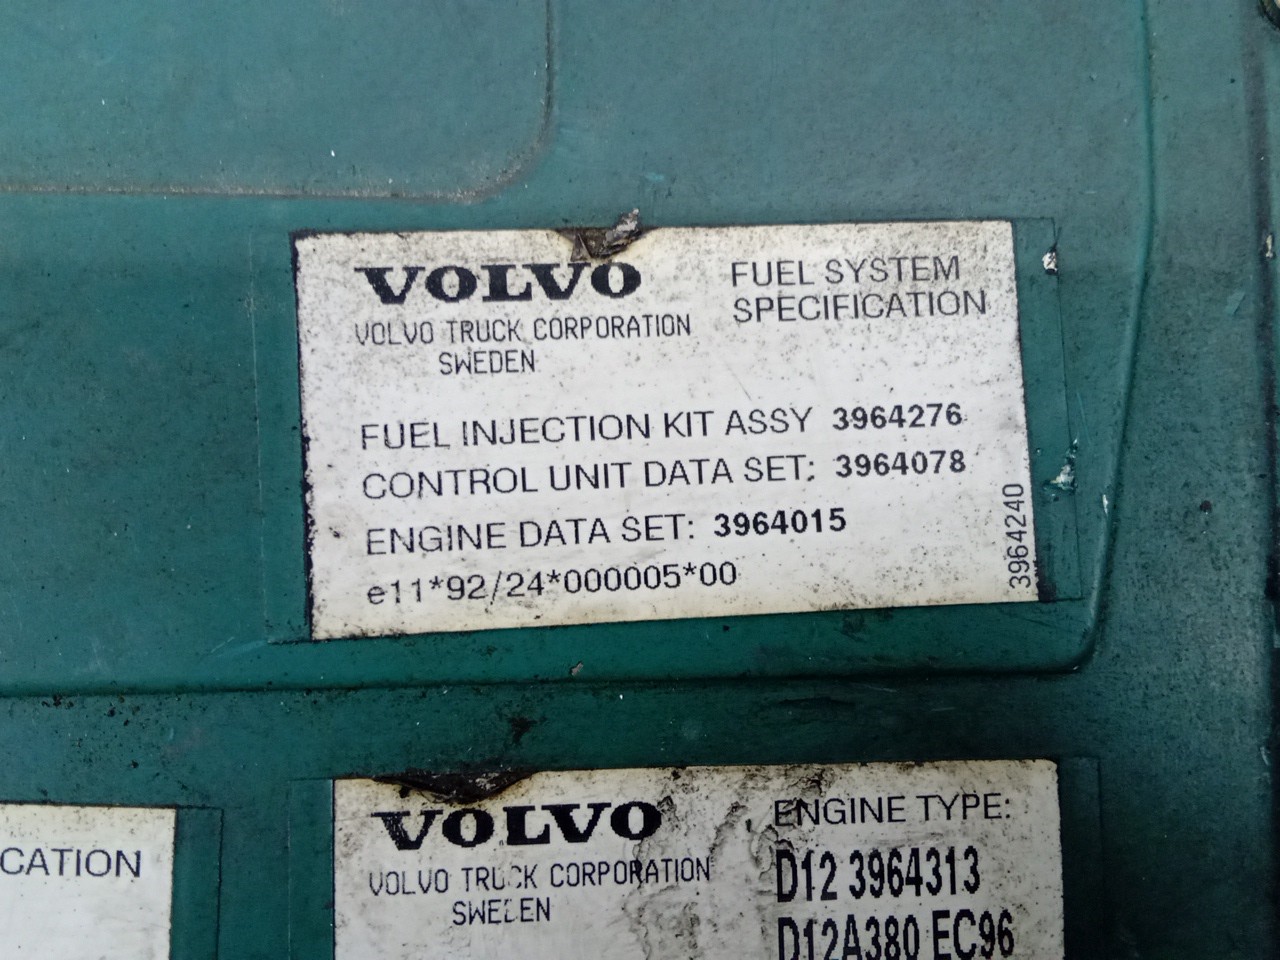 VOLVO
VOLVO TRUCK CORPORATION
SWEDEN
FUEL SYSTEM
SPECIFICATION
FUEL INJECTION KIT ASSY 3964276
CONTROL UNIT DATA SET: 3964078
ENGINE DATA SET: 3964015
e11*92/24*000005*00
3964240
CATION
VOLVO
VOLVO TRUCK CORPORATION
SWEDEN
ENGINE TYPE:
D12 3964313
D12A380 EC96